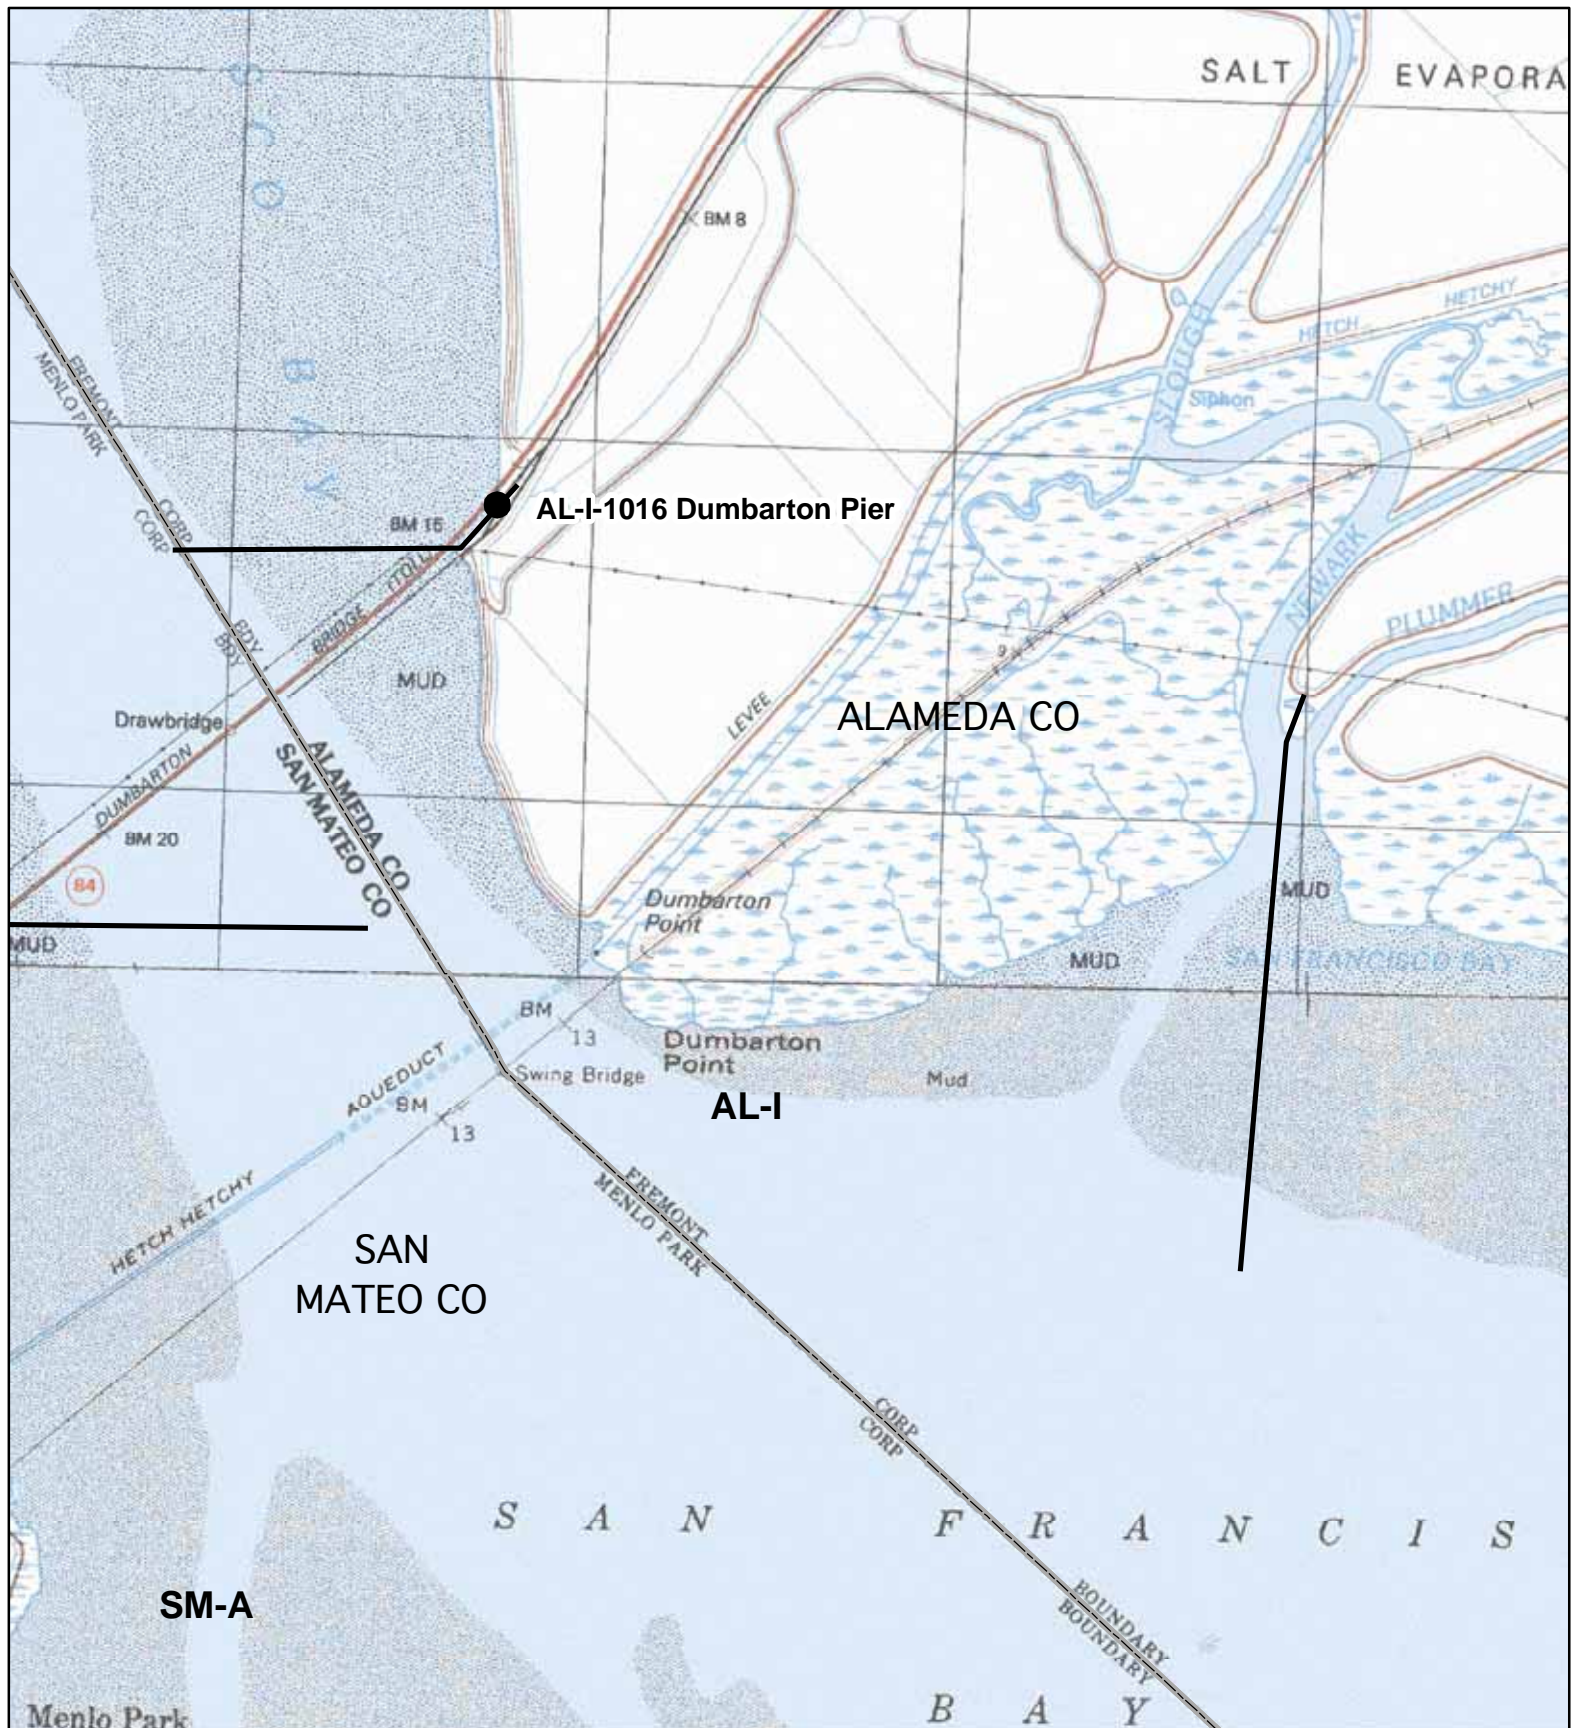 SALT EVAPORA
S C O
BM 8
HETCH HETCHY
B A Y
FREMONT
MENLO PARK
SLOUGH
Siphon
CORP
CORP
BM 15
AL-I-1016 Dumbarton Pier
NEWARK
PLUMMER
BDY
BDY
BRIDGE
(TOLL)
MUD
9
LEVEE
ALAMEDA CO
Drawbridge
DUMBARTON
BM 20
ALAMEDA CO
SAN MATEO CO
84
MUD
Dumbarton
Point
MUD
MUD
SAN FRANCISCO BAY
BM
13
Dumbarton
Point
Swing Bridge
Mud
AL-I
AQUEDUCT
BM
13
HETCH HETCHY
FREMONT
MENLO PARK
SAN
MATEO CO
CORP
CORP
S A N F R A N C I S
SM-A
BOUNDARY
BOUNDARY
B A Y
Menlo Park